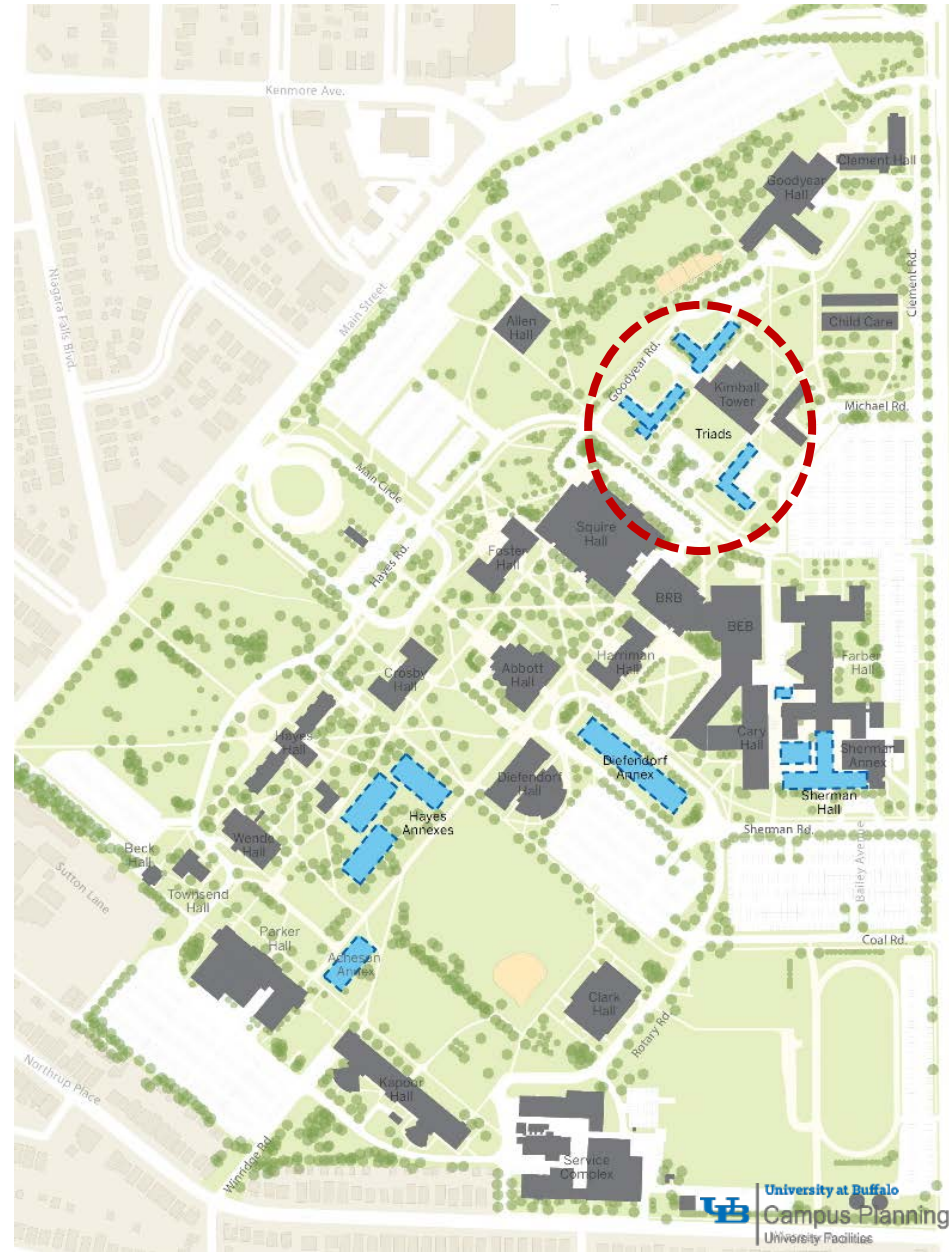 Kenmore Ave.
Clement Hall
Goodyear
Hall
Niagara Falls Blvd.
Main Street
Clement Rd.
Allen
Hall
Child Care
Goodyear Rd.
Kimball
Tower
Michael Rd.
Triads
Main Circle
Squire
Hall
Hayes Rd.
Foster
Hall
BRB
BEB
Harriman
Hall
Farber
Hall
Crosby
Hall
Abbott
Hall
Hayes
Hall
Cary
Hall
Sherman
Annex
Diefendorf
Annex
Diefendorf
Hall
Sherman
Hall
Hayes
Annexes
Sherman Rd.
Wende
Hall
Beck
Hall
Bailey Avenue
Sutton Lane
Townsend
Hall
Parker
Hall
Coal Rd.
Acheson
Annex
Clark
Hall
Rotary Rd.
Northrup Place
Kapoor
Hall
Winridge Rd.
Service
Complex
UB
University at Buffalo
Campus Planning
University Facilities